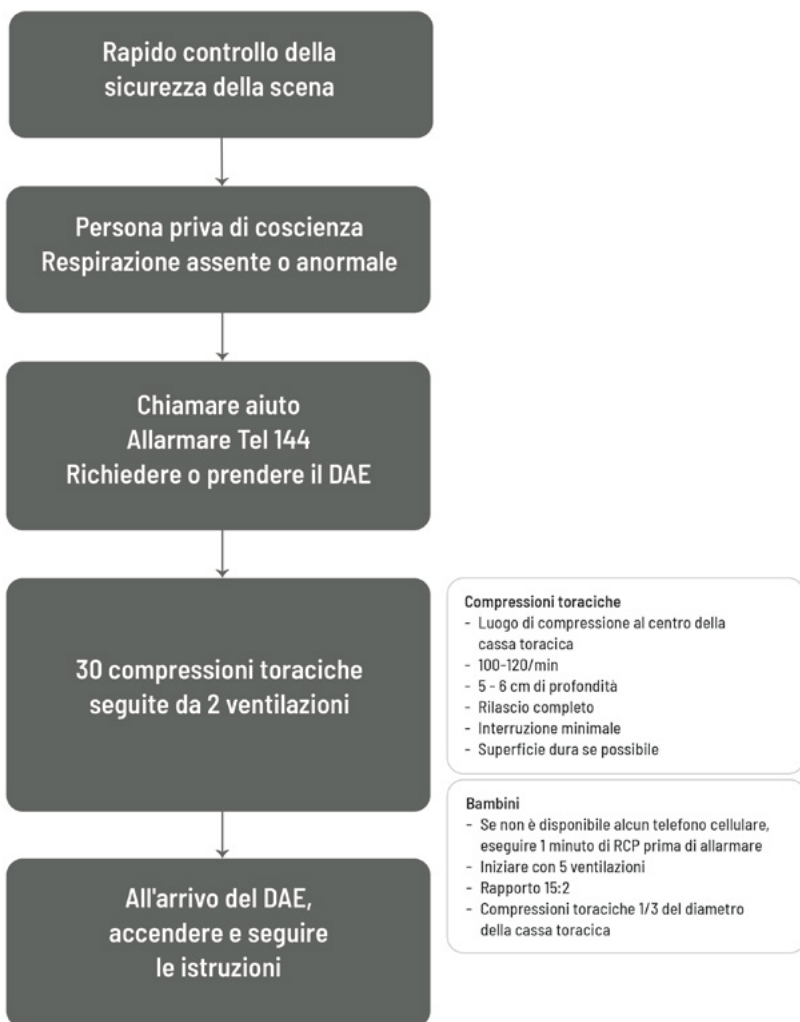 Rapido controllo della
sicurezza della scena
Persona priva di coscienza
Respirazione assente o anormale
Chiamare aiuto
Allarmare Tel 144
Richiedere o prendere il DAE
30 compressioni toraciche
seguite da 2 ventilazioni
Compressioni toraciche
- Luogo di compressione al centro della
cassa toracica
- 100-120/min
- 5 - 6 cm di profondità
- Rilascio completo
- Interruzione minimale
- Superficie dura se possibile
Bambini
- Se non è disponibile alcun telefono cellulare,
eseguire 1 minuto di RCP prima di allarmare
- Iniziare con 5 ventilazioni
- Rapporto 15:2
- Compressioni toraciche 1/3 del diametro
della cassa toracica
All'arrivo del DAE,
accendere e seguire
le istruzioni